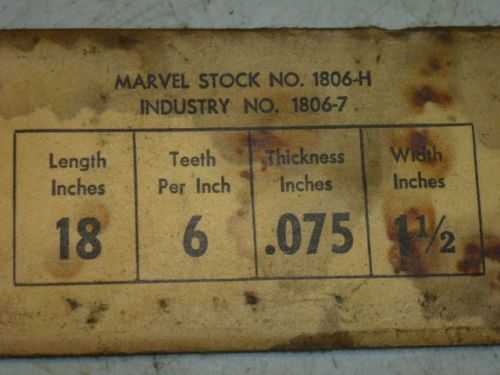 MARVEL STOCK NO. 1806-H
INDUSTRY NO. 1806-7
Length Inches
18
Teeth Per Inch
6
Thickness Inches
.075
Width Inches
1½